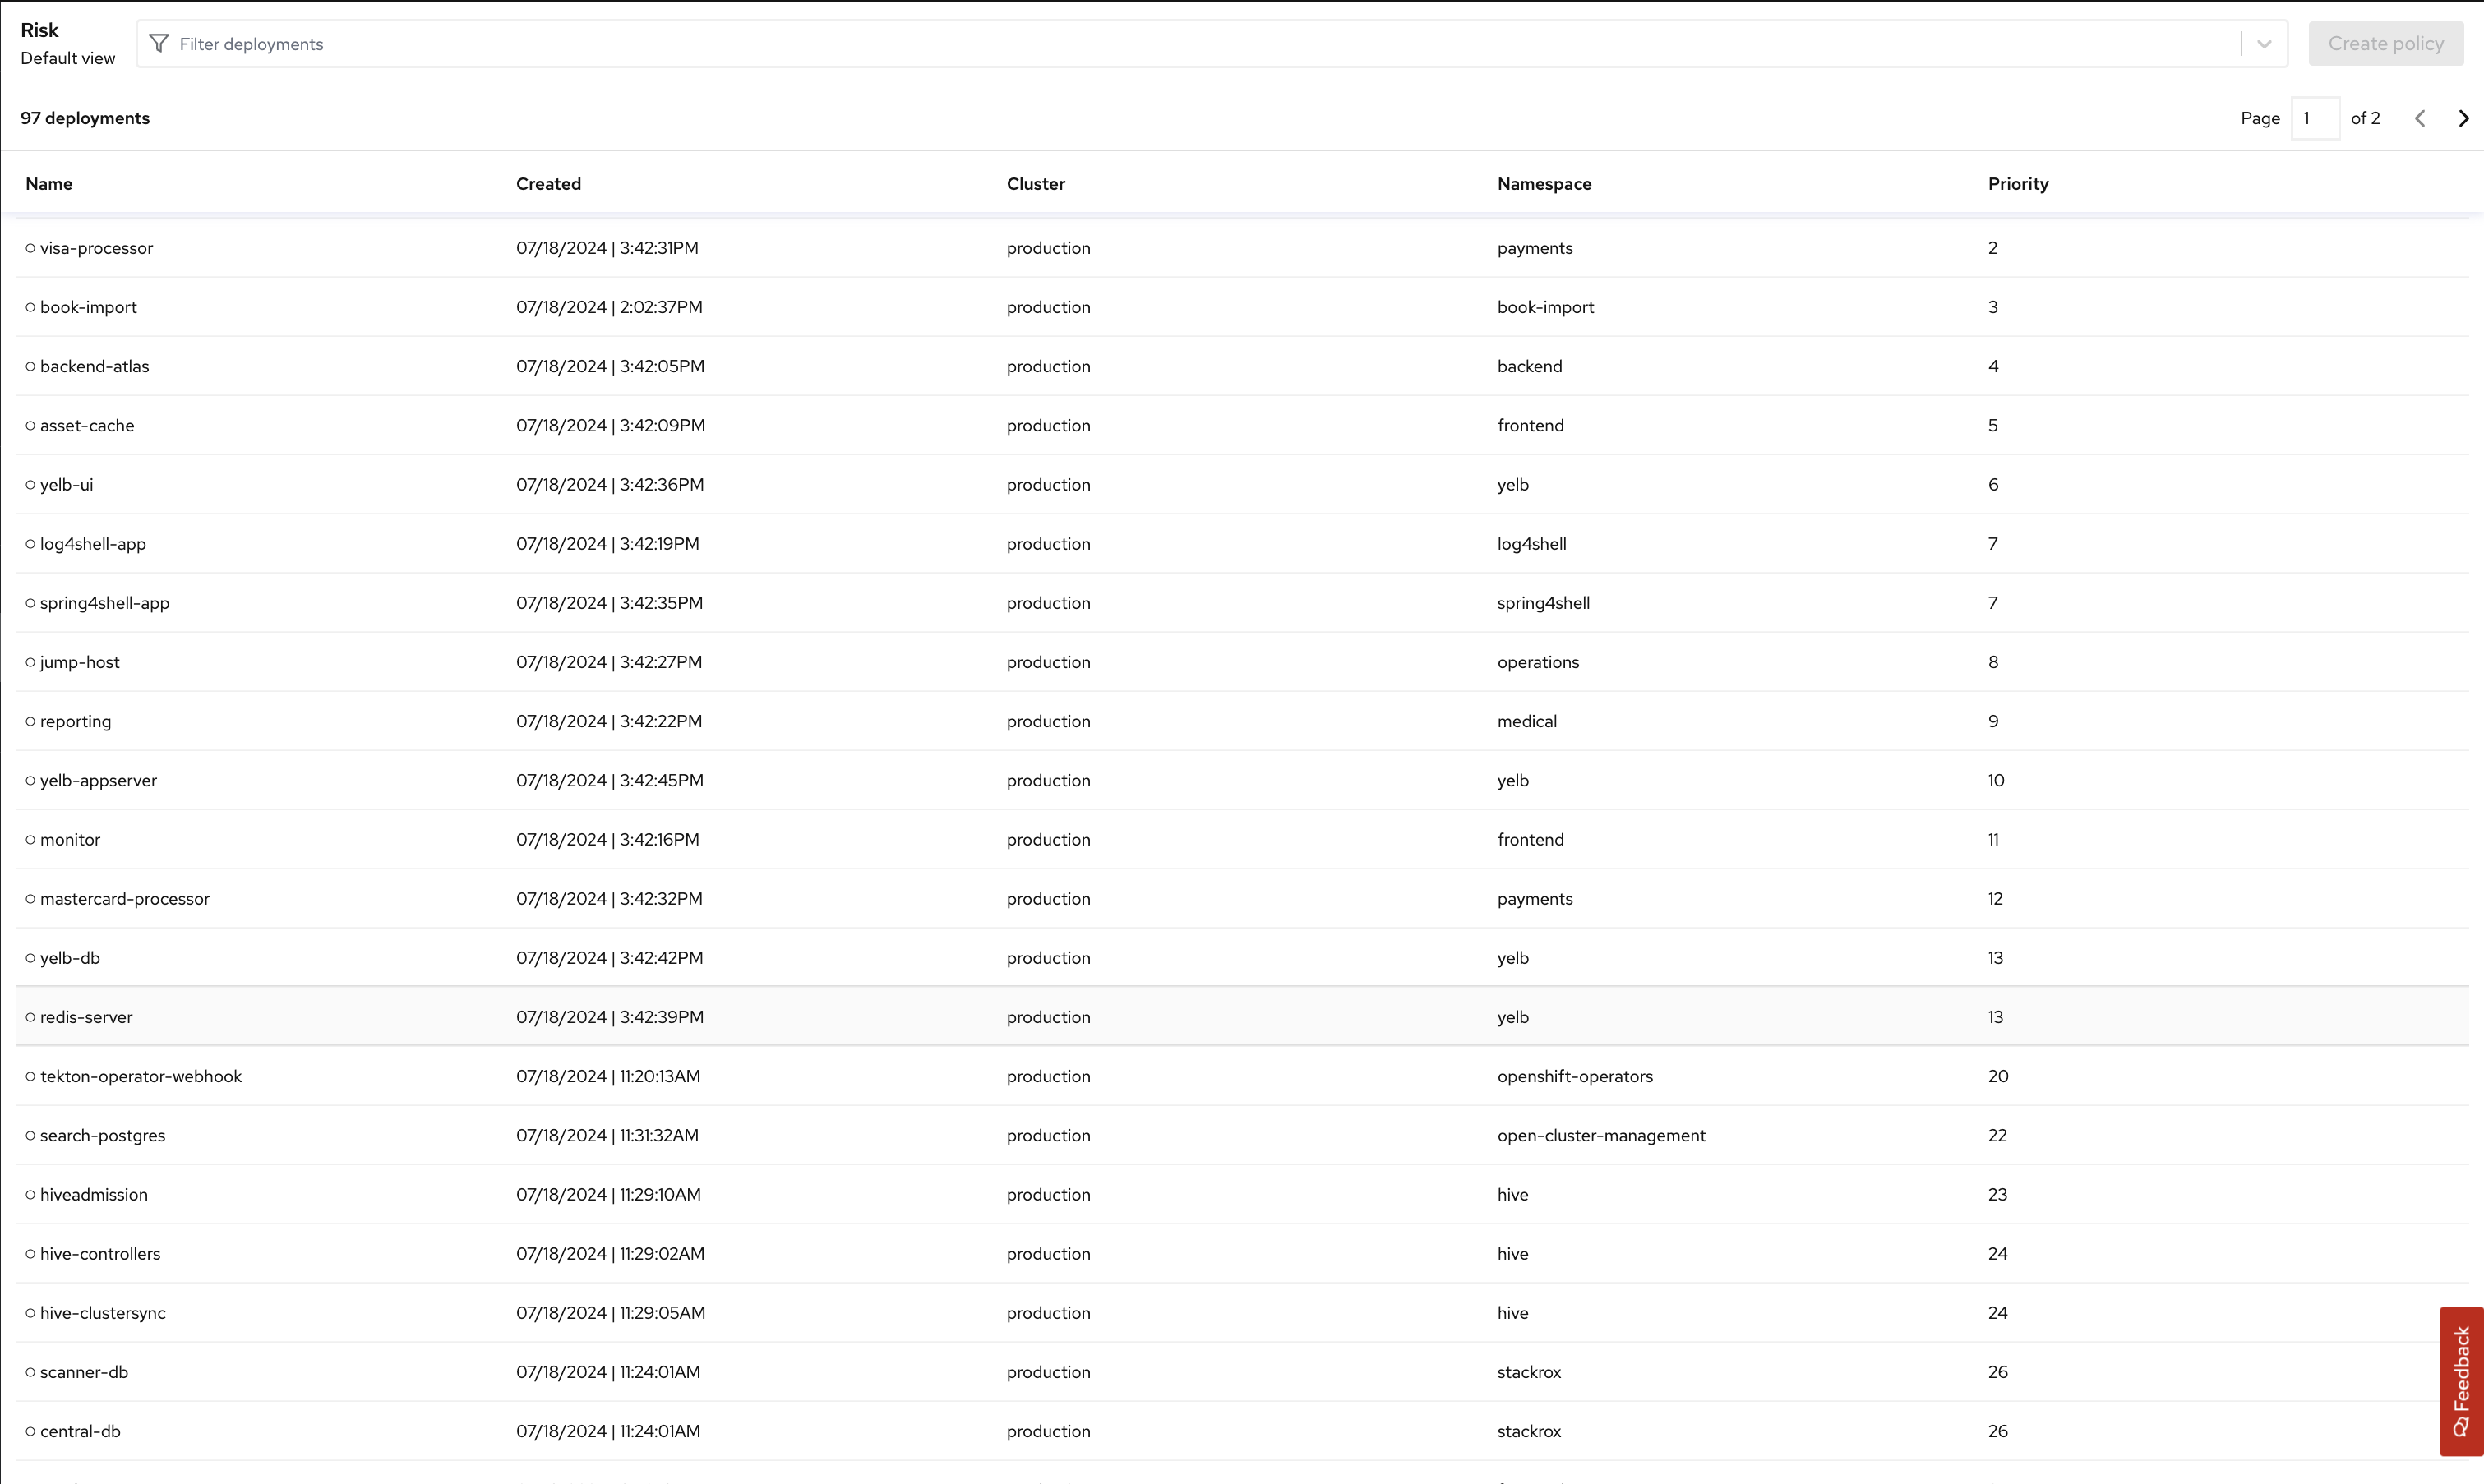 Risk
Default view
Filter deployments
Create policy
97 deployments
Page 1 of 2
Name Created Cluster Namespace Priority
visa-processor 07/18/2024 | 3:42:31PM production payments 2
book-import 07/18/2024 | 2:02:37PM production book-import 3
backend-atlas 07/18/2024 | 3:42:05PM production backend 4
asset-cache 07/18/2024 | 3:42:09PM production frontend 5
yelb-ui 07/18/2024 | 3:42:36PM production yelb 6
log4shell-app 07/18/2024 | 3:42:19PM production log4shell 7
spring4shell-app 07/18/2024 | 3:42:35PM production spring4shell 7
jump-host 07/18/2024 | 3:42:27PM production operations 8
reporting 07/18/2024 | 3:42:22PM production medical 9
yelb-appserver 07/18/2024 | 3:42:45PM production yelb 10
monitor 07/18/2024 | 3:42:16PM production frontend 11
mastercard-processor 07/18/2024 | 3:42:32PM production payments 12
yelb-db 07/18/2024 | 3:42:42PM production yelb 13
redis-server 07/18/2024 | 3:42:39PM production yelb 13
tekton-operator-webhook 07/18/2024 | 11:20:13AM production openshift-operators 20
search-postgres 07/18/2024 | 11:31:32AM production open-cluster-management 22
hiveadmission 07/18/2024 | 11:29:10AM production hive 23
hive-controllers 07/18/2024 | 11:29:02AM production hive 24
hive-clustersync 07/18/2024 | 11:29:05AM production hive 24
scanner-db 07/18/2024 | 11:24:01AM production stackrox 26
central-db 07/18/2024 | 11:24:01AM production stackrox 26
Feedback